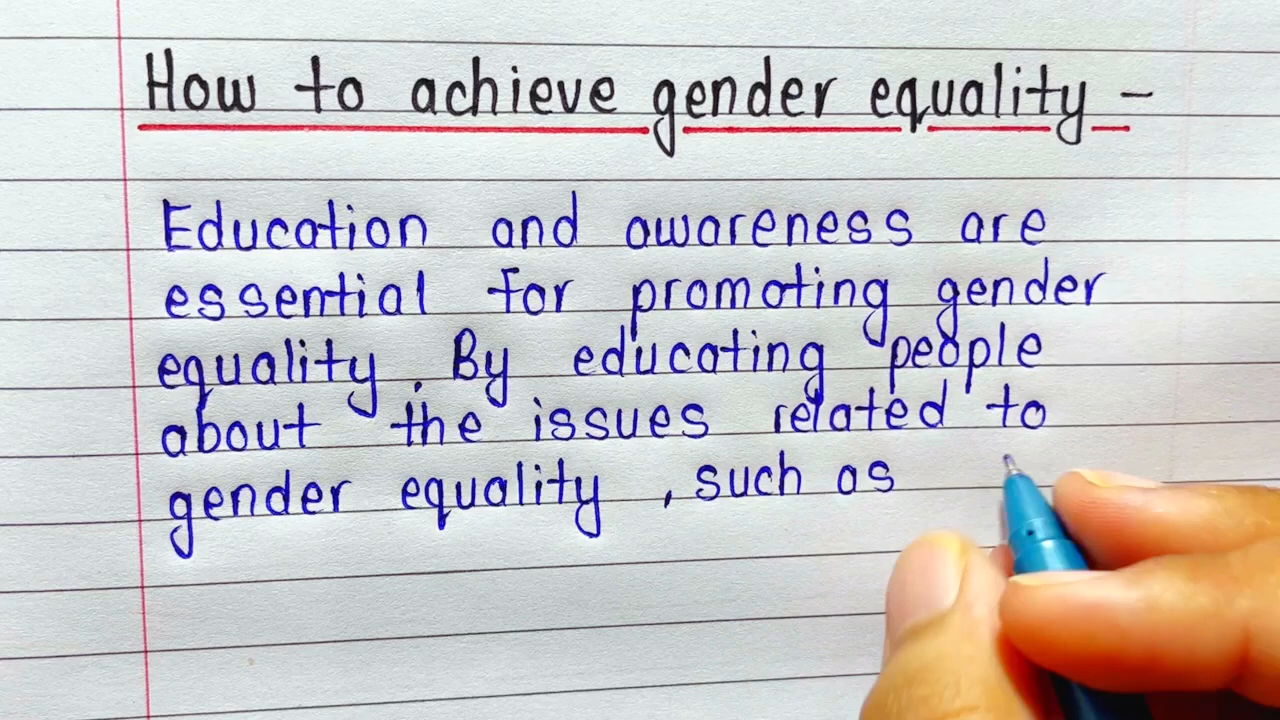 How to achieve gender equality -
Education and awareness are
essential for promoting gender
equality. By educating people
about the issues related to
gender equality, such as